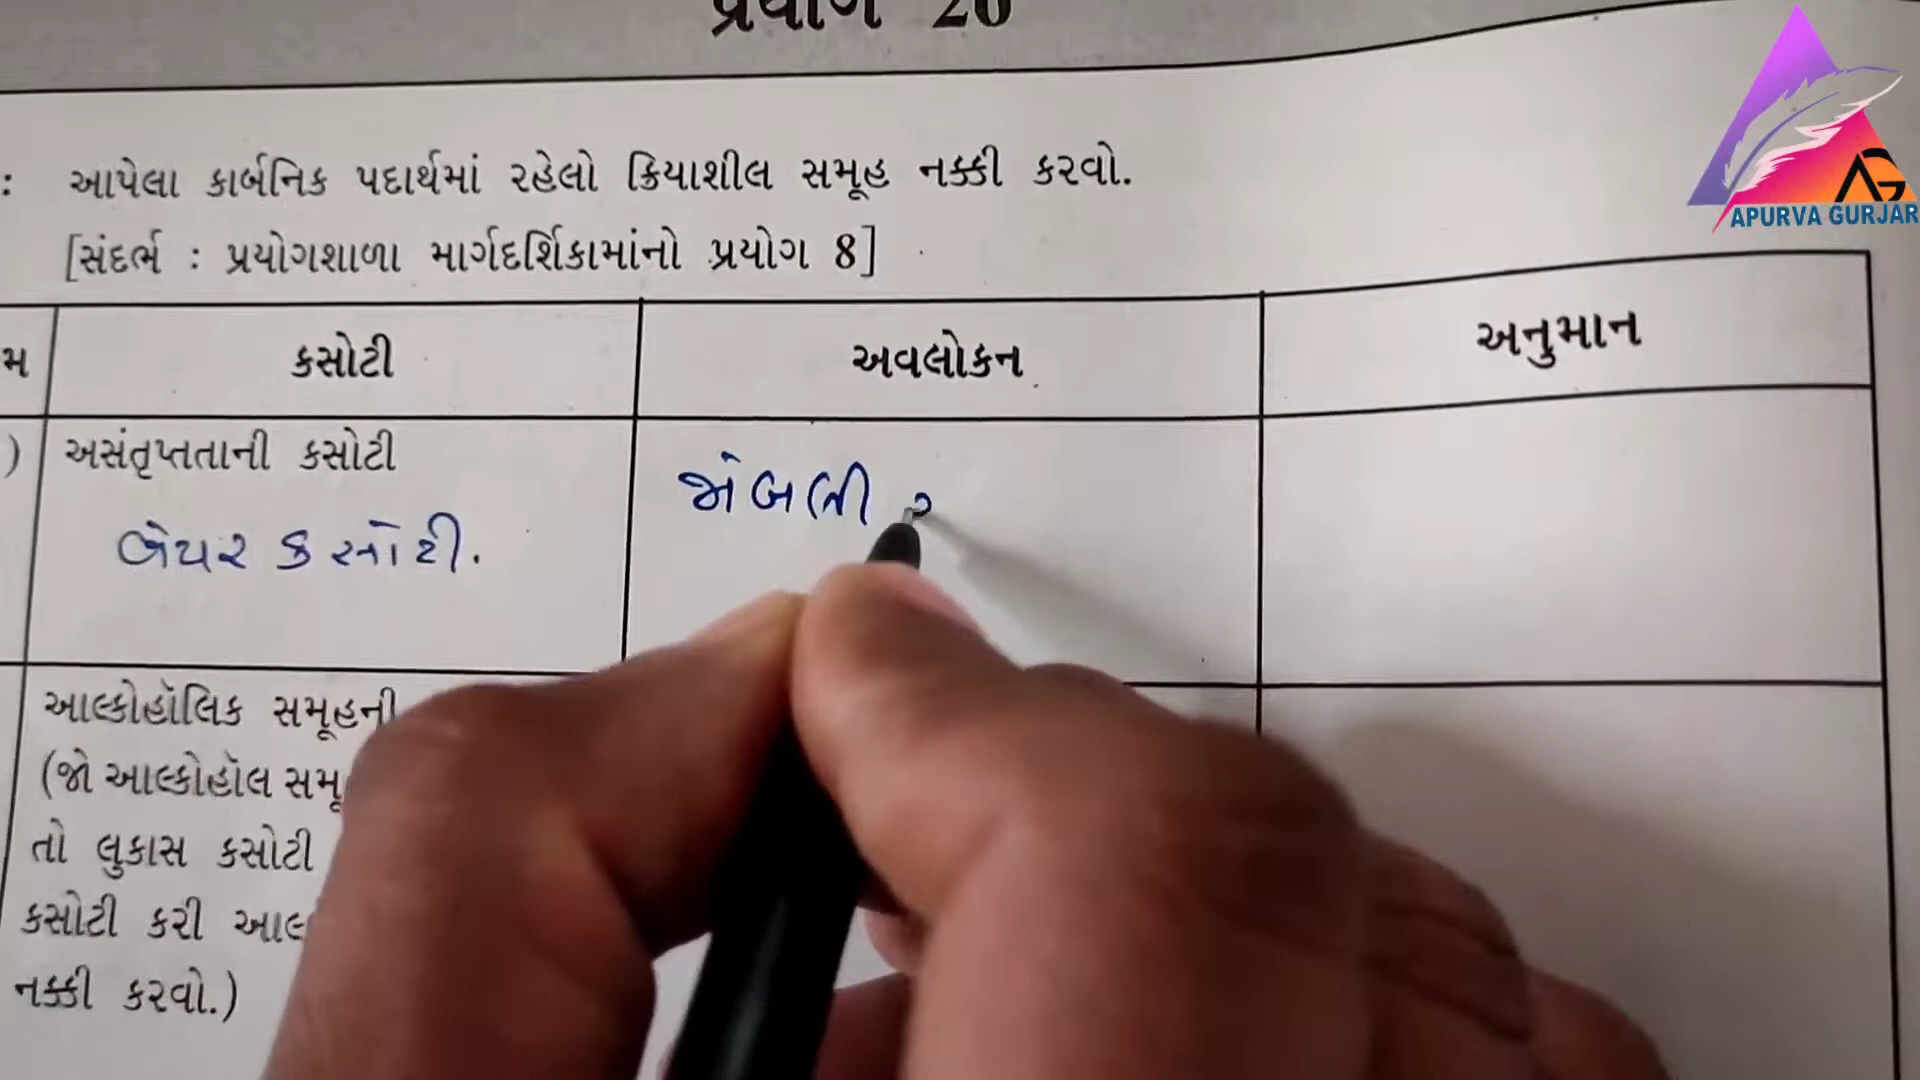 પ્રયોગ 26
: આપેલા કાર્બનિક પદાર્થમાં રહેલો ક્રિયાશીલ સમૂહ નક્કી કરવો.
[સંદર્ભ : પ્રયોગશાળા માર્ગદર્શિકામાંનો પ્રયોગ 8]
મ કસોટી અવલોકન અનુમાન
) અસંતૃપ્તતાની કસોટી
બેયર કસોટી.
જાંબલી
આલ્કોહૉલિક સમૂહની
(જો આલ્કોહૉલ સમૂ
તો લુકાસ કસોટી
કસોટી કરી આલ
નક્કી કરવો.)
AG
APURVA GURJAR